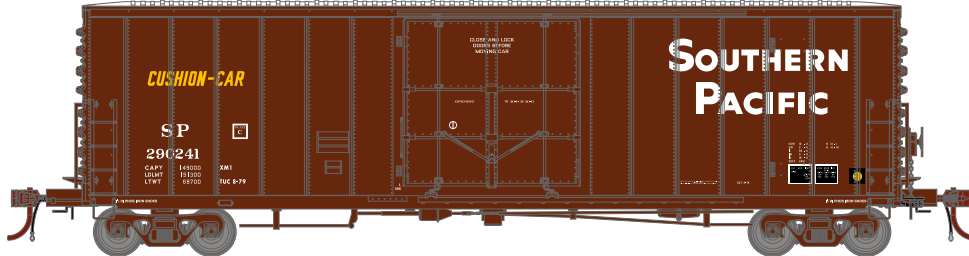 CLOSE AND LOCK
DOORS BEFORE
MOVING CAR
SOUTHERN
PACIFIC
CUSHION-CAR
SP
C
290241
CAPY 149000 XM1
LDLMT 151300
LTWT 68700 TUC 8-79